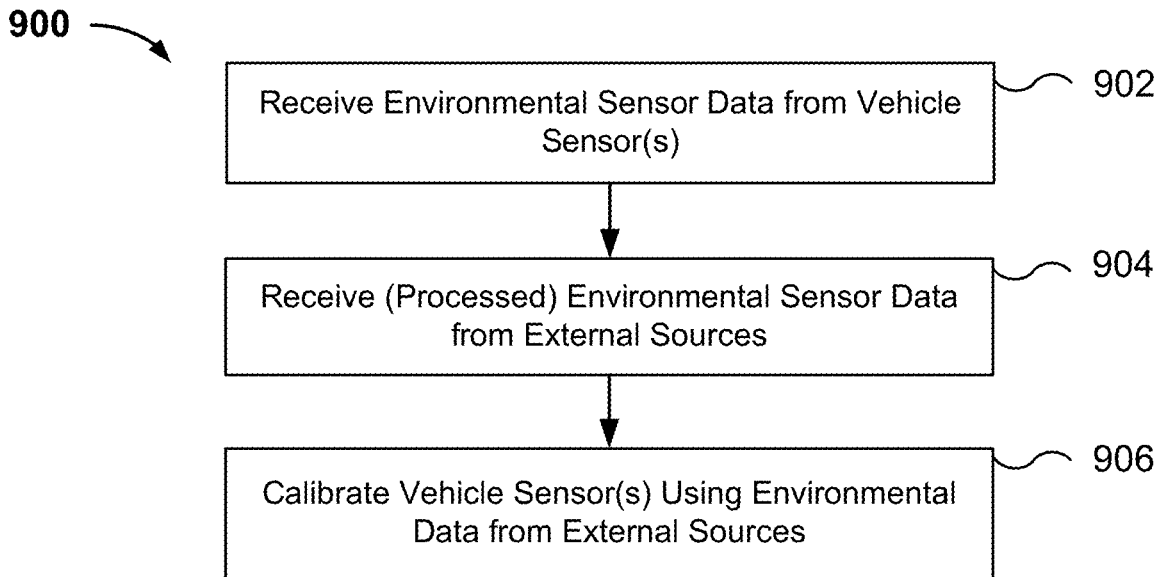 900
Receive Environmental Sensor Data from Vehicle
Sensor(s)
902
Receive (Processed) Environmental Sensor Data
from External Sources
904
Calibrate Vehicle Sensor(s) Using Environmental
Data from External Sources
906